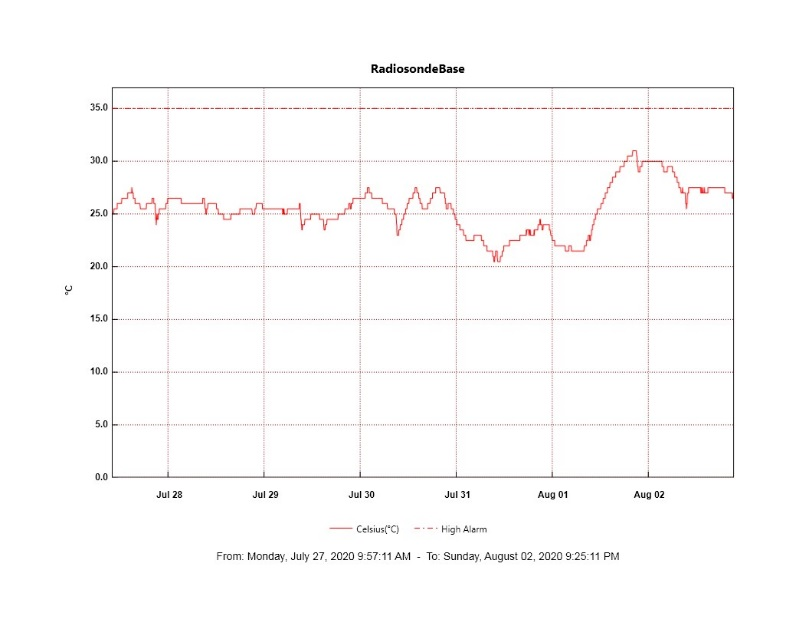 RadiosondeBase
35.0
30.0
25.0
20.0
°C
15.0
10.0
5.0
0.0
Jul 28 Jul 29 Jul 30 Jul 31 Aug 01 Aug 02
Celsius(°C) High Alarm
From: Monday, July 27, 2020 9:57:11 AM - To: Sunday, August 02, 2020 9:25:11 PM